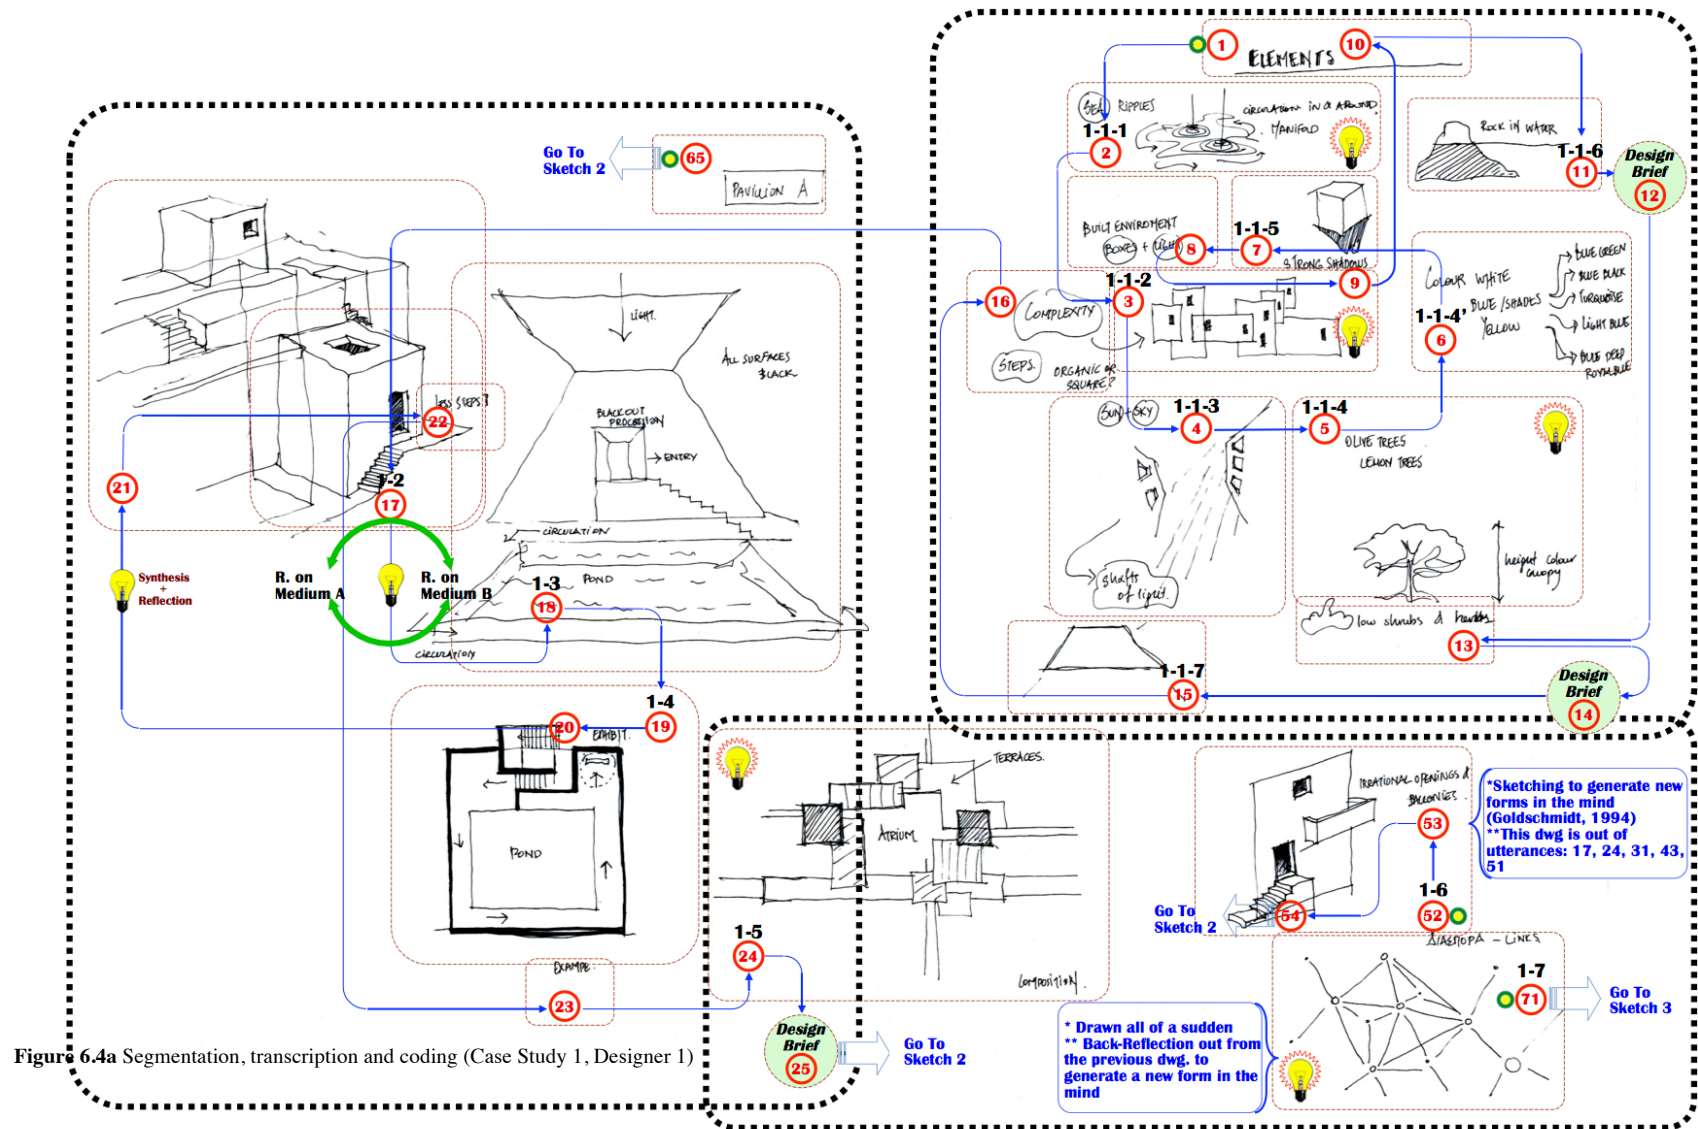 1
10
ELEMENTS
SEA RIPPLES
CIRCULATION IN & AROUND
MANIFOLD
1-1-1
2
ROCK IN WATER
1-1-6
11
Design
Brief
12
BUILT ENVIROMENT
BOXES + LIGHT
8
1-1-5
7
STRONG SHADOWS
9
COLOUR WHITE
BLUE/SHADES
YELLOW
BLUE GREEN
BLUE BLACK
TURQUOISE
LIGHT BLUE
BLUE DEEP
ROYAL BLUE
1-1-4'
6
16
COMPLEXITY
1-1-2
3
STEPS.
ORGANIC OR
SQUARE?
SUN + SKY
1-1-3
4
shafts
of light.
1-1-4
5
OLIVE TREES
LEMON TREES
height colour
canopy
low shrubs & herbs
13
1-1-7
15
Design
Brief
14
Go To
Sketch 2
65
PAVILION A
LIGHT.
ALL SURFACES
BLACK
BLACKOUT
PROCESSION
ENTRY
CIRCULATION
POND
1-3
18
CIRCULATION
LESS STEPS?
22
1-2
17
21
Synthesis
+
Reflection
R. on
Medium A
R. on
Medium B
1-4
19
20
EXHIBIT.
POND
EXAMPE.
23
TERRACES.
ATRIUM
COMPOSITION.
1-5
24
Design
Brief
25
Go To
Sketch 2
IRRATIONAL OPENINGS &
BALCONIES.
53
1-6
52
54
Go To
Sketch 2
*Sketching to generate new
forms in the mind
(Goldschmidt, 1994)
**This dwg is out of
utterances: 17, 24, 31, 43,
51
ΔΙΑΣΠΟΡΑ - LINKS
1-7
71
Go To
Sketch 3
* Drawn all of a sudden
** Back-Reflection out from
the previous dwg. to
generate a new form in the
mind
Figure 6.4a Segmentation, transcription and coding (Case Study 1, Designer 1)